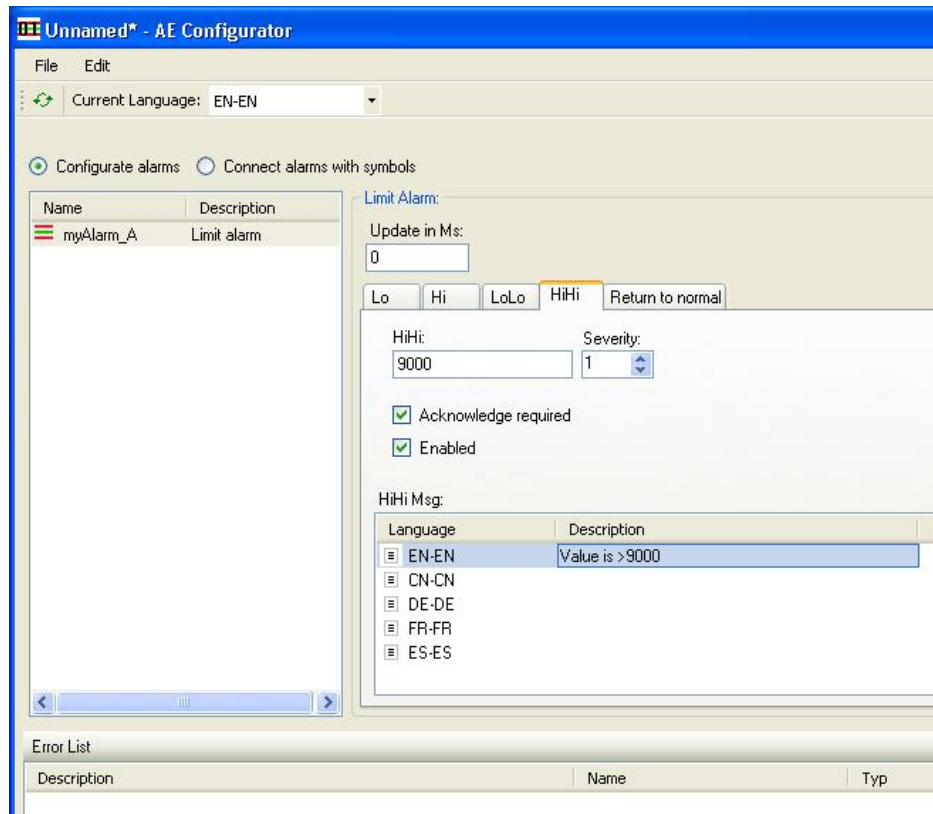 Unnamed* - AE Configurator
File Edit
Current Language: EN-EN
Configurate alarms Connect alarms with symbols
Name Description
myAlarm_A Limit alarm
Limit Alarm:
Update in Ms:
0
Lo Hi LoLo HiHi Return to normal
HiHi: Severity:
9000 1
Acknowledge required
Enabled
HiHi Msg:
Language Description
EN-EN Value is >9000
CN-CN
DE-DE
FR-FR
ES-ES
Error List
Description Name Typ